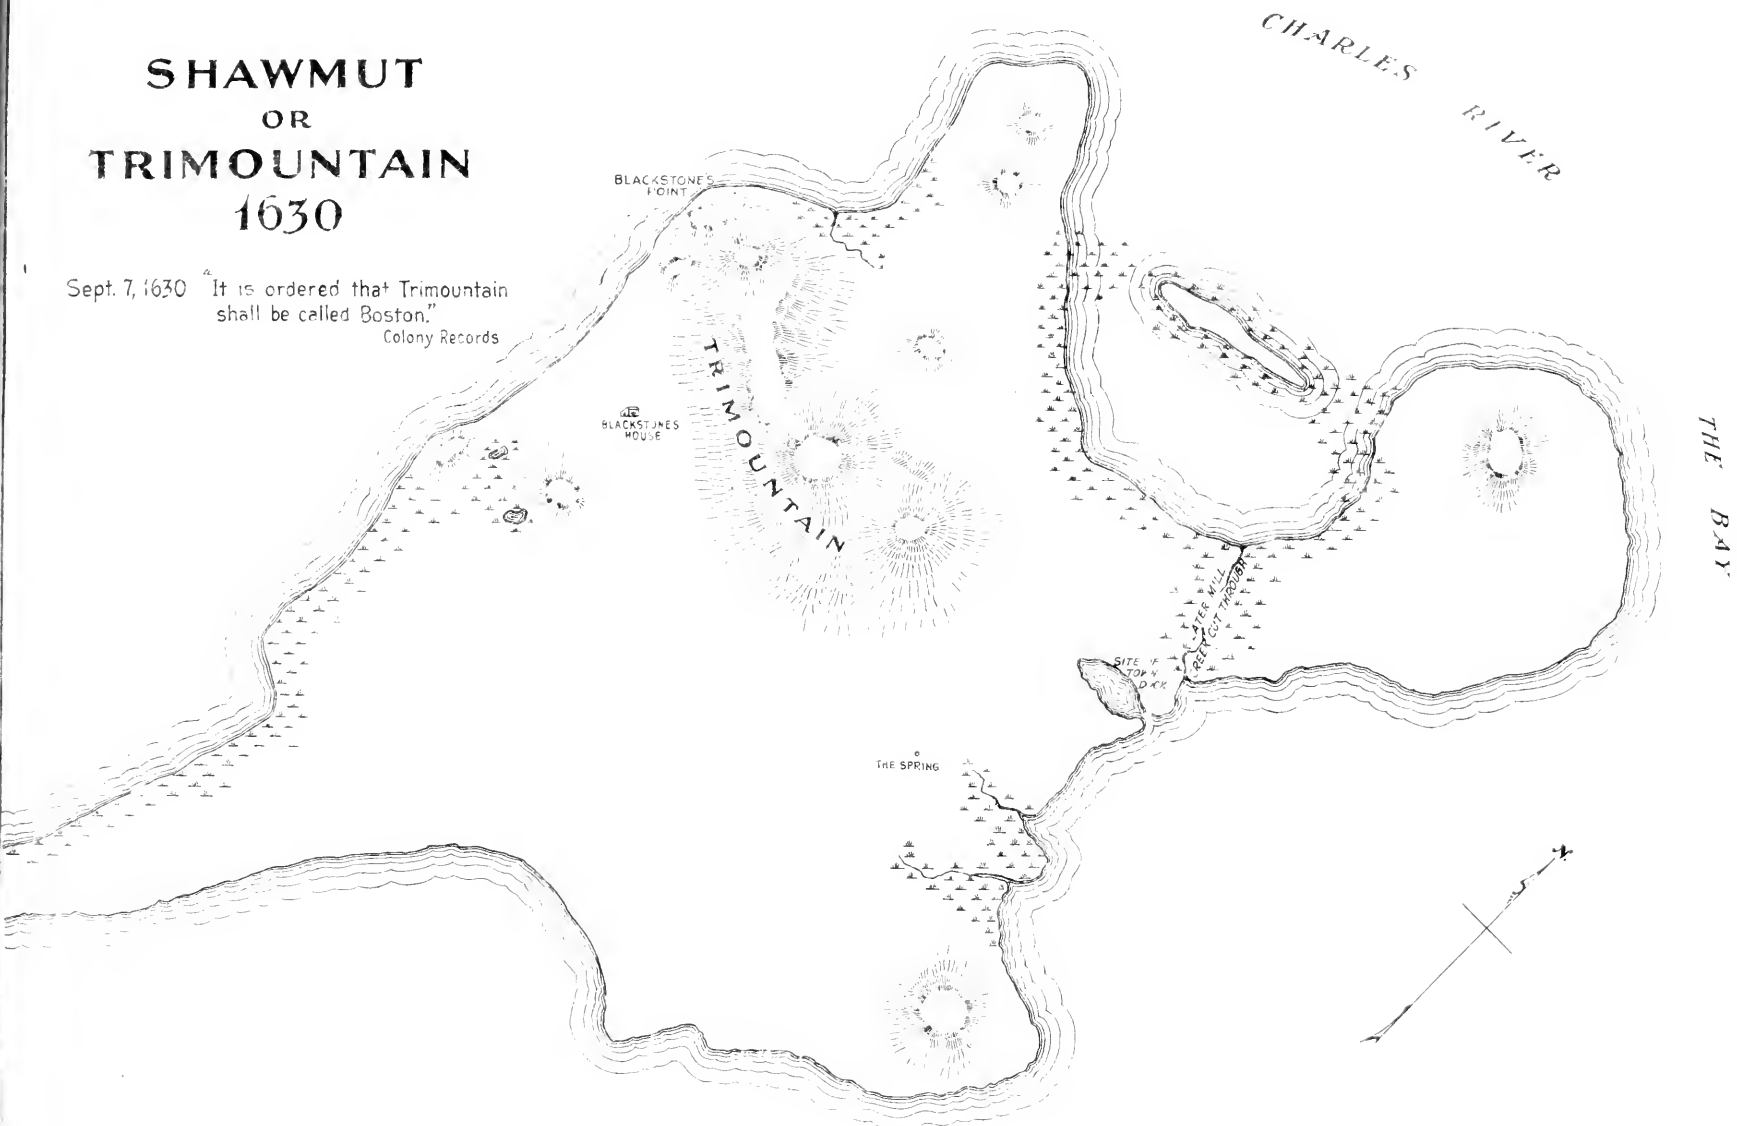 SHAWMUT
OR
TRIMOUNTAIN
1630
Sept. 7, 1630 "It is ordered that Trimountain
shall be called Boston."
Colony Records
CHARLES
RIVER
BLACKSTONE'S
POINT
TRIMOUNTAIN
BLACKSTONES
HOUSE
THE BAY
LATER MILL
CREEK CUT THROUGH
SITE OF
TOWN
DOCK
THE SPRING
N.